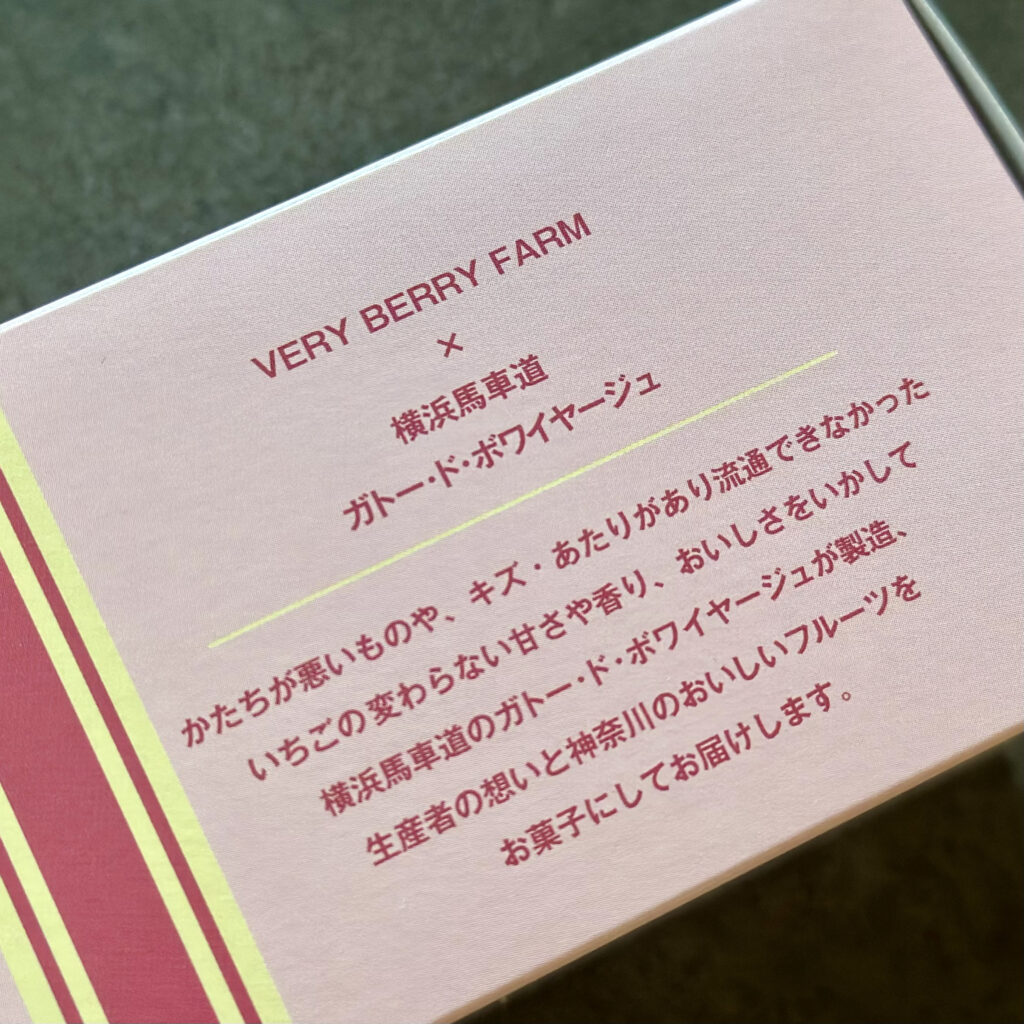 VERY BERRY FARM
×
横浜馬車道
ガトー・ド・ボワイヤージュ
かたちが悪いものや、キズ・あたりがあり流通できなかった
いちごの変わらない甘さや香り、おいしさをいかして
横浜馬車道のガトー・ド・ボワイヤージュが製造、
生産者の想いと神奈川のおいしいフルーツを
お菓子にしてお届けします。